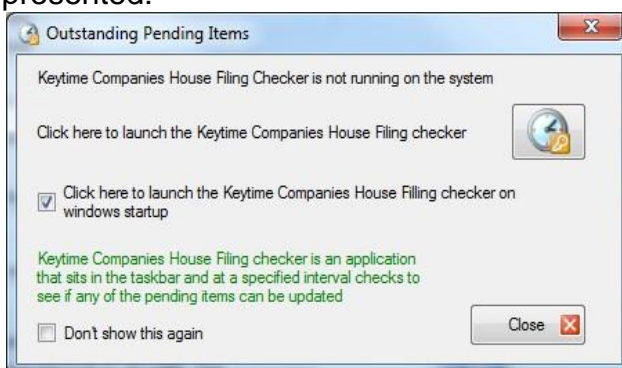 presented.
Outstanding Pending Items
Keytime Companies House Filing Checker is not running on the system
Click here to launch the Keytime Companies House Filing checker
Click here to launch the Keytime Companies House Filling checker on
windows startup
Keytime Companies House Filing checker is an application
that sits in the taskbar and at a specified interval checks to
see if any of the pending items can be updated
Don't show this again
Close